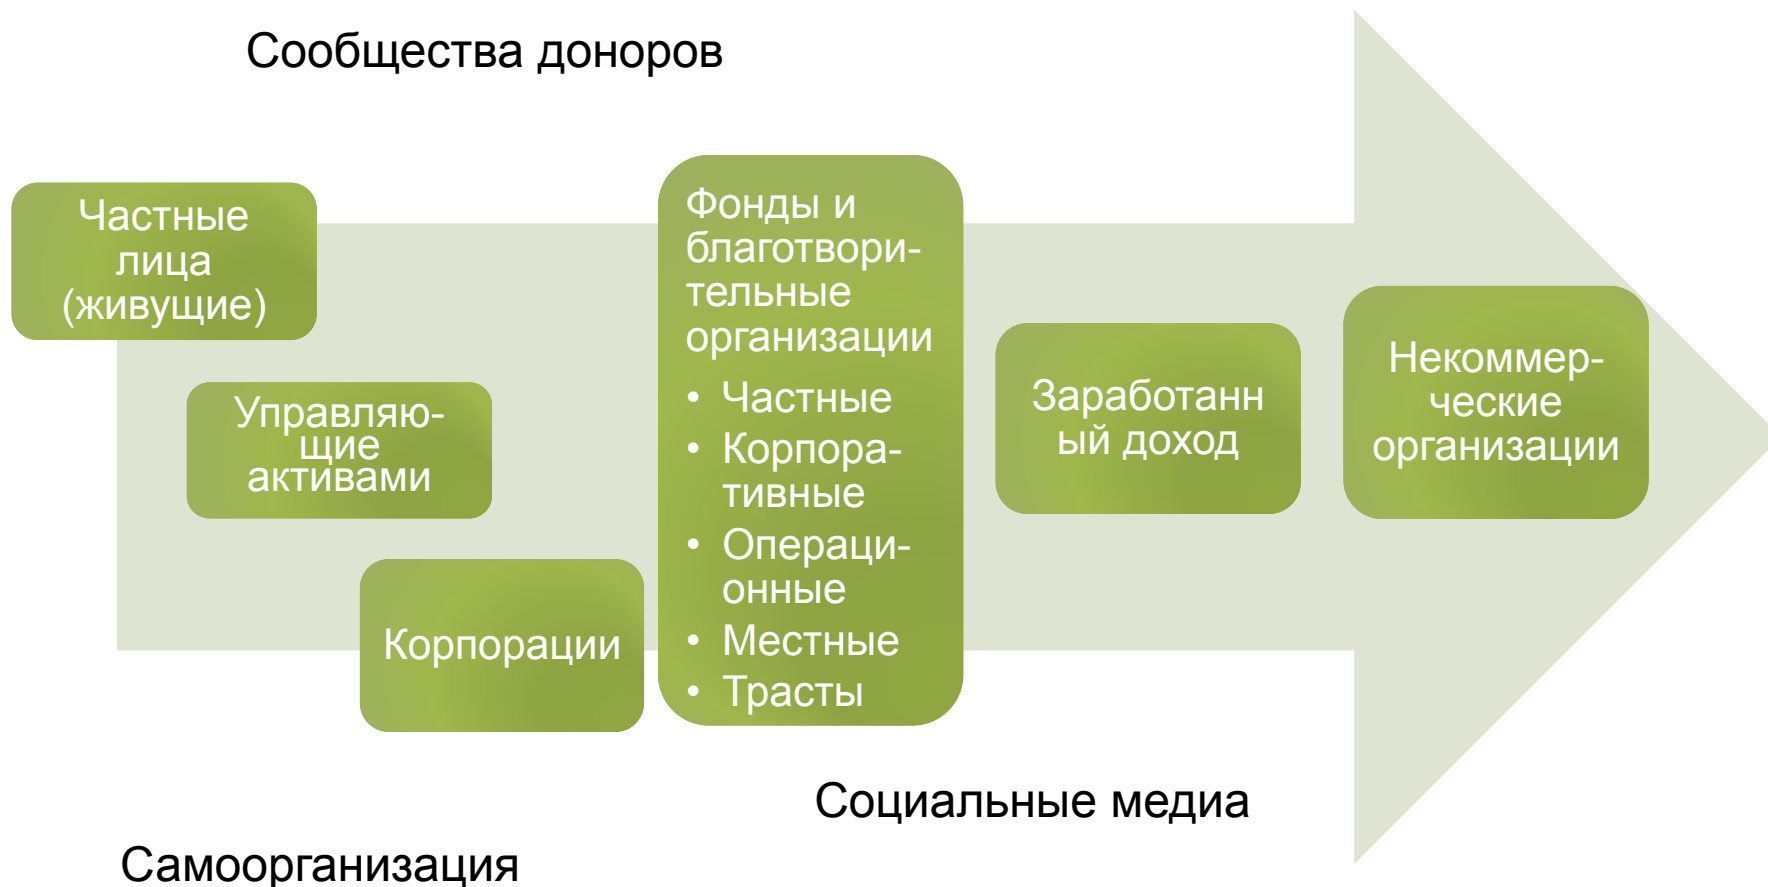 Сообщества доноров
Частные
лица
(живущие)
Управляю-
щие
активами
Корпорации
Фонды и
благотвори-
тельные
организации
• Частные
• Корпора-
тивные
• Операци-
онные
• Местные
• Трасты
Заработанн
ый доход
Некоммер-
ческие
организации
Социальные медиа
Самоорганизация